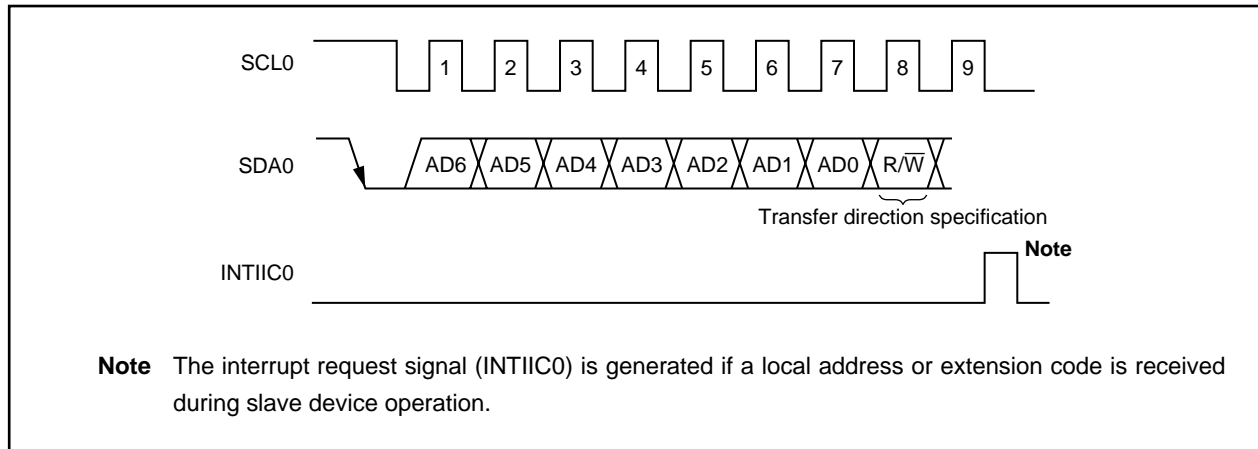 SCL0
1 2 3 4 5 6 7 8 9
SDA0
AD6 AD5 AD4 AD3 AD2 AD1 AD0 R/W̅
Transfer direction specification
Note
INTIIC0
Note The interrupt request signal (INTIIC0) is generated if a local address or extension code is received
during slave device operation.